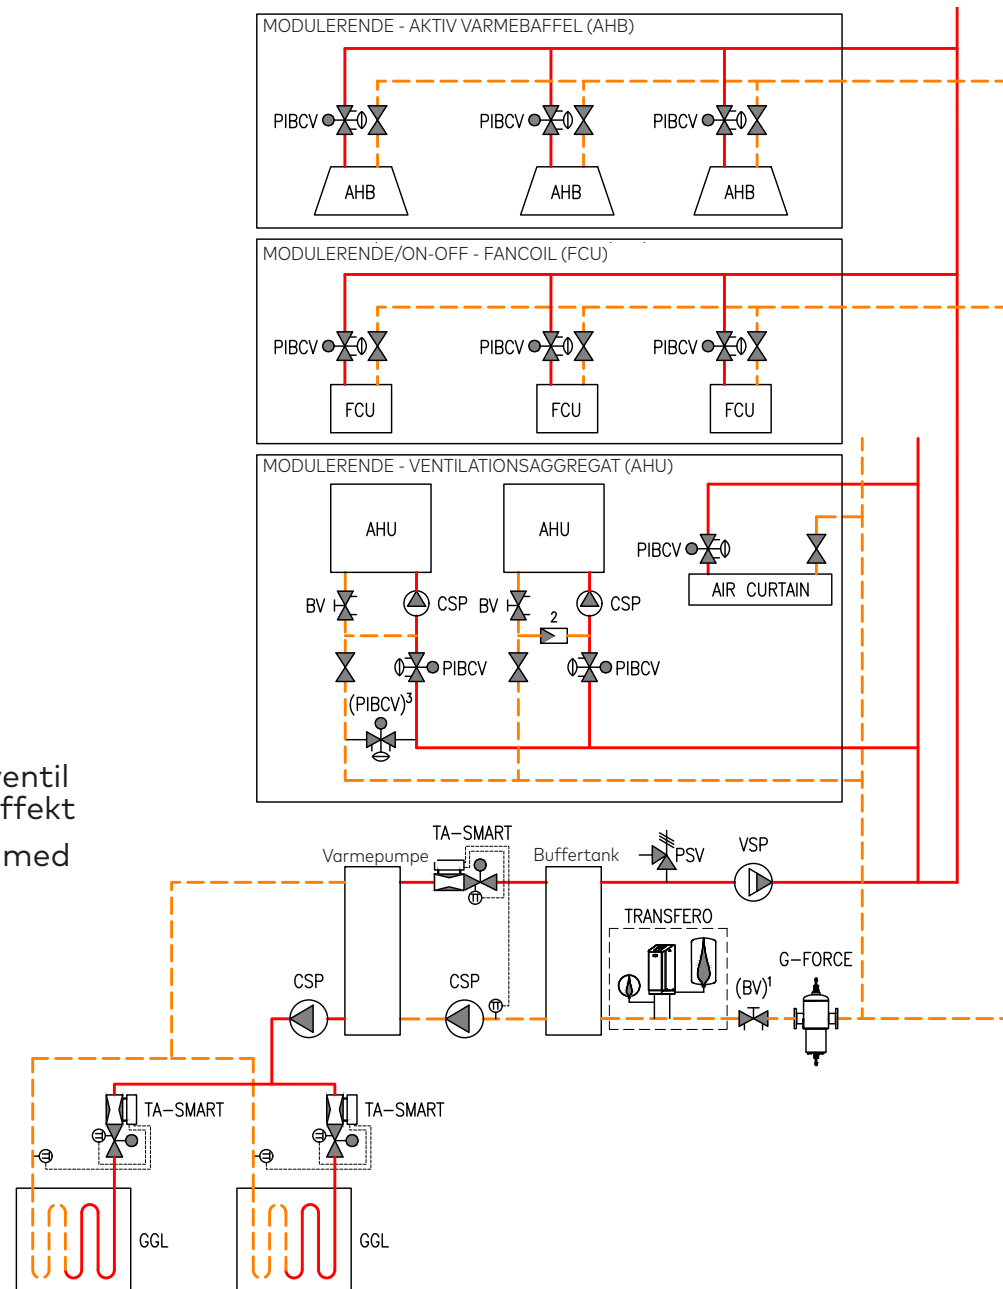 MODULERENDE - AKTIV VARMEBAFFEL (AHB)
PIBCV PIBCV PIBCV
AHB AHB AHB
MODULERENDE/ON-OFF - FANCOIL (FCU)
PIBCV PIBCV PIBCV
FCU FCU FCU
MODULERENDE - VENTILATIONSAGGREGAT (AHU)
AHU AHU
PIBCV
AIR CURTAIN
BV CSP BV CSP
2
PIBCV PIBCV
(PIBCV)³
ventil
ffekt
med
TA-SMART
PSV
VSP
Varmepumpe
Buffertank
TRANSFERO
G-FORCE
CSP CSP
(BV)¹
TA-SMART TA-SMART
GGL GGL